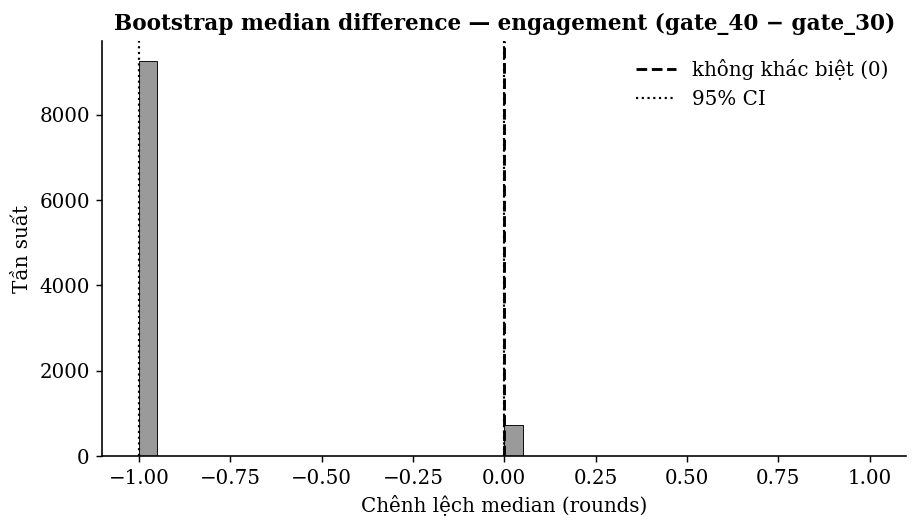 Bootstrap median difference — engagement (gate_40 − gate_30)
không khác biệt (0)
95% CI
Tần suất
8000
6000
4000
2000
0
−1.00
−0.75
−0.50
−0.25
0.00
0.25
0.50
0.75
1.00
Chênh lệch median (rounds)